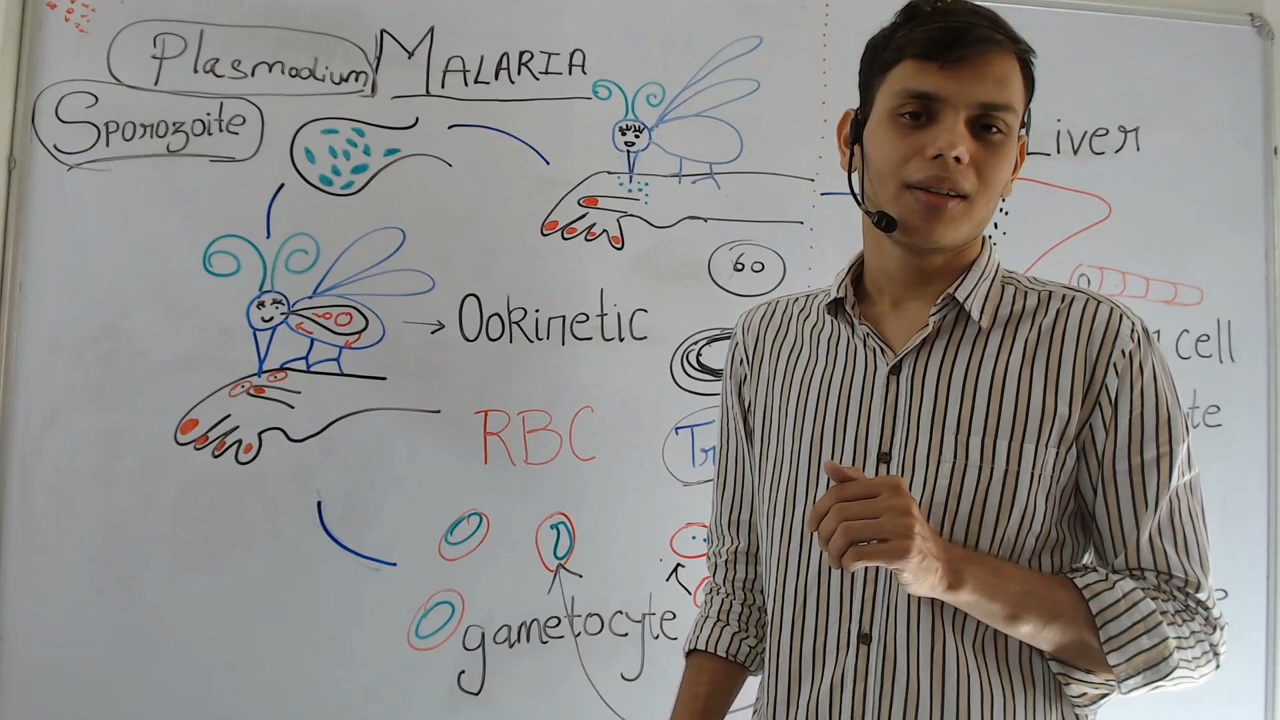 Plasmodium MALARIA
Sporozoite
Liver
60
Ookinetic
cell
RBC
gametocyte